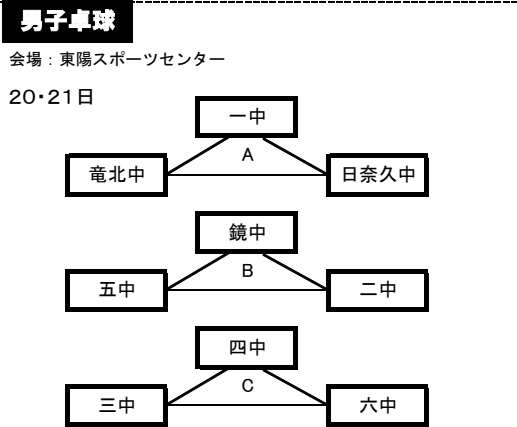 男子卓球
会場：東陽スポーツセンター
20・21日
一中
A
竜北中 日奈久中
鏡中
B
五中 二中
四中
C
三中 六中